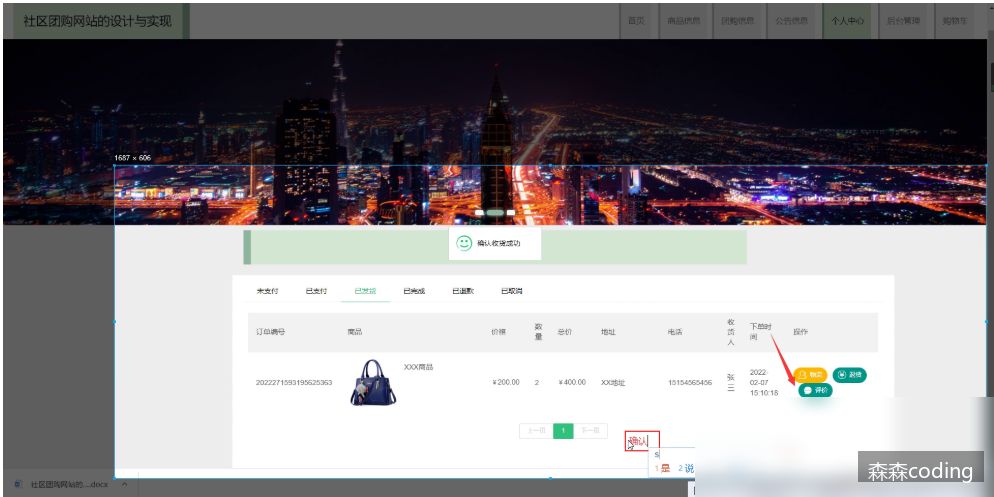 社区团购网站的设计与实现
首页 商品信息 团购信息 公告信息 个人中心 后台管理 购物车
1687 × 606
确认收货成功
未支付 已支付 已发货 已完成 已退款 已取消
订单编号 商品 价格 数量 总价 地址 电话 收货人 下单时间 操作
2022271593195625363 XXX商品 ¥200.00 2 ¥400.00 XX地址 15154565456 张三 2022-02-07 15:10:18 物流 退货
评价
上一页 1 下一页
确认
s
1是 2说
森森coding
社区团购网站的....docx